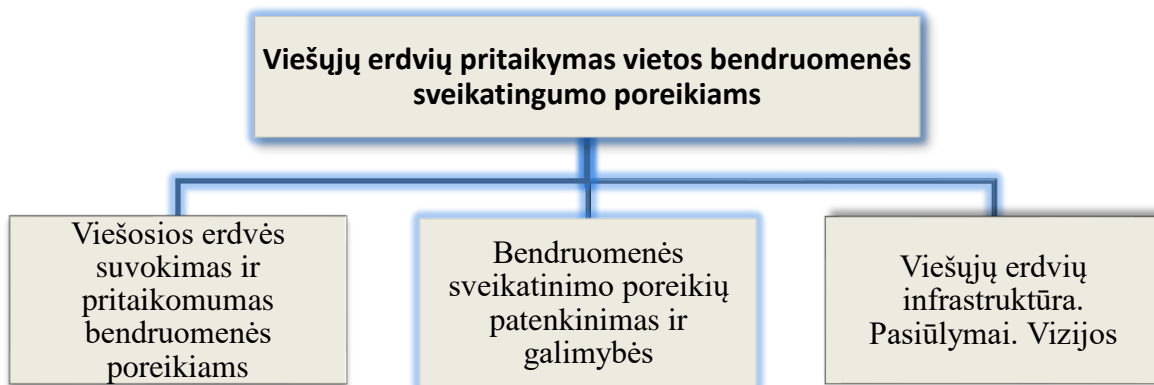 Viešųjų erdvių pritaikymas vietos bendruomenės
sveikatingumo poreikiams
Viešosios erdvės
suvokimas ir
pritaikomumas
bendruomenės
poreikiams
Bendruomenės
sveikatinimo poreikių
patenkinimas ir
galimybės
Viešųjų erdvių
infrastruktūra.
Pasiūlymai. Vizijos